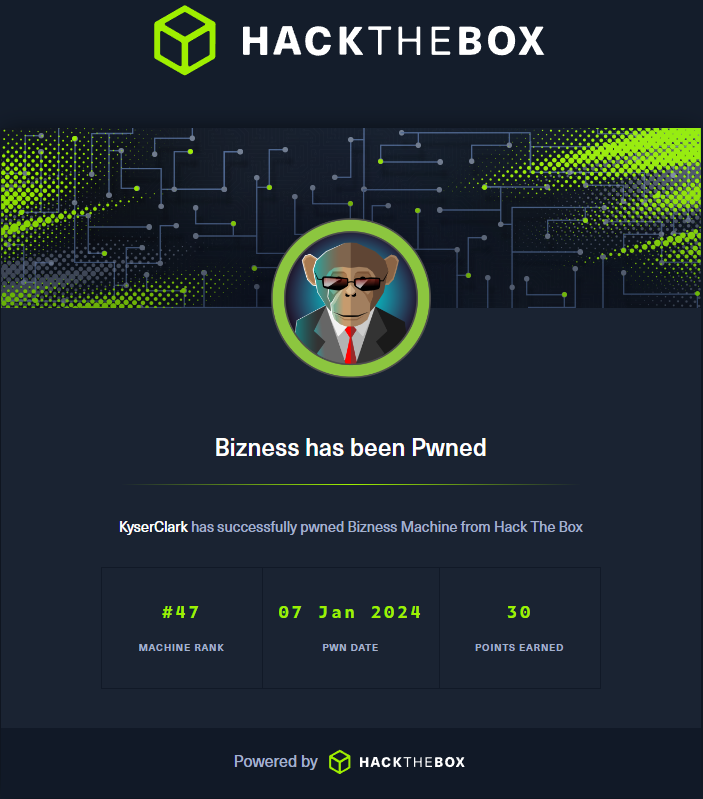 HACKTHEBOX
Bizness has been Pwned
KyserClark has successfully pwned Bizness Machine from Hack The Box
#47 07 Jan 2024 30
MACHINE RANK PWN DATE POINTS EARNED
Powered by HACKTHEBOX